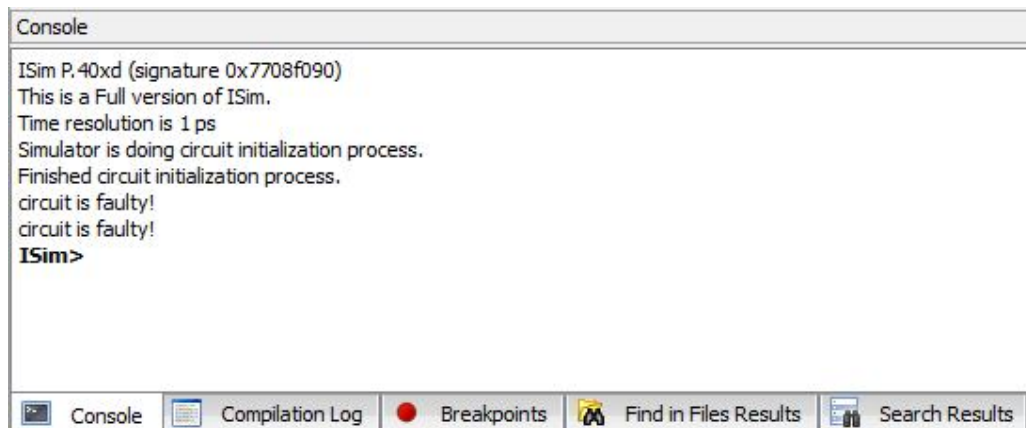 Console
ISim P.40xd (signature 0x7708f090)
This is a Full version of ISim.
Time resolution is 1 ps
Simulator is doing circuit initialization process.
Finished circuit initialization process.
circuit is faulty!
circuit is faulty!
ISim>
Console Compilation Log Breakpoints Find in Files Results Search Results